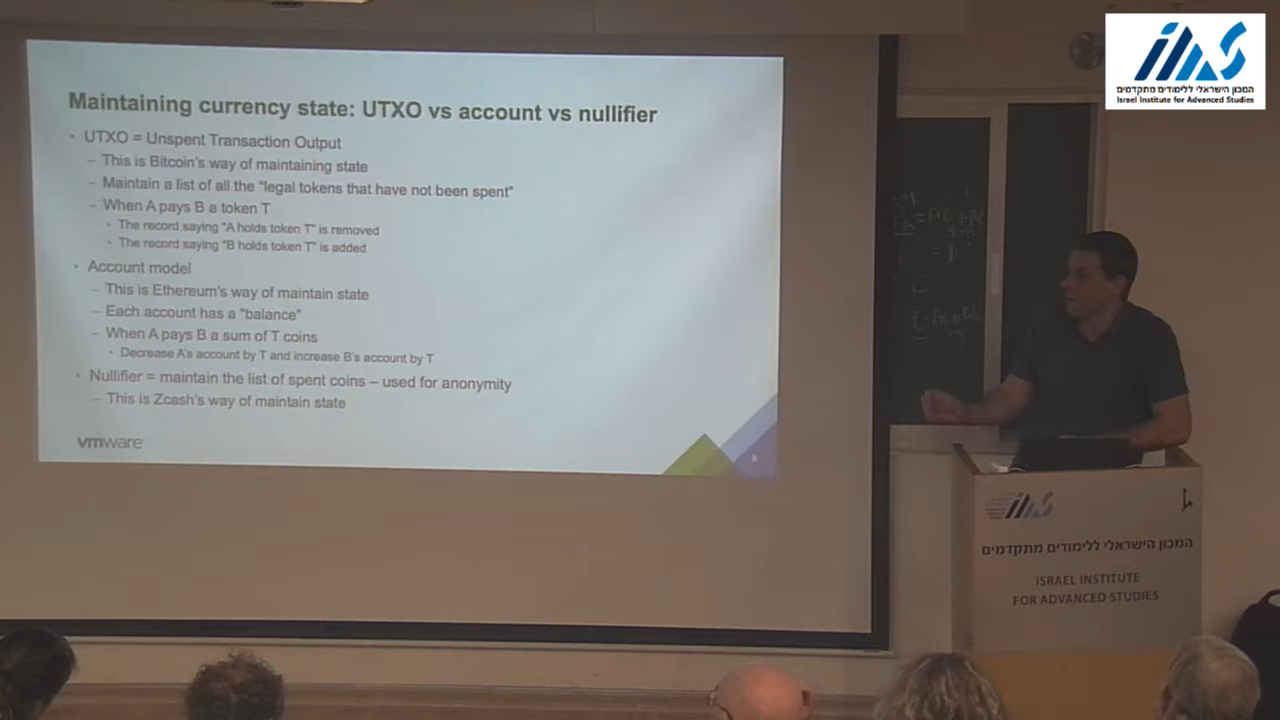 Maintaining currency state: UTXO vs account vs nullifier
• UTXO = Unspent Transaction Output
– This is Bitcoin's way of maintaining state
– Maintain a list of all the "legal tokens that have not been spent"
– When A pays B a token T
• The record saying "A holds token T" is removed
• The record saying "B holds token T" is added
• Account model
– This is Ethereum's way of maintain state
– Each account has a "balance"
– When A pays B a sum of T coins
• Decrease A's account by T and increase B's account by T
• Nullifier = maintain the list of spent coins – used for anonymity
– This is Zcash's way of maintain state
vmware
המכון הישראלי ללימודים מתקדמים
Israel Institute for Advanced Studies
המכון הישראלי ללימודים מתקדמים
ISRAEL INSTITUTE
FOR ADVANCED STUDIES